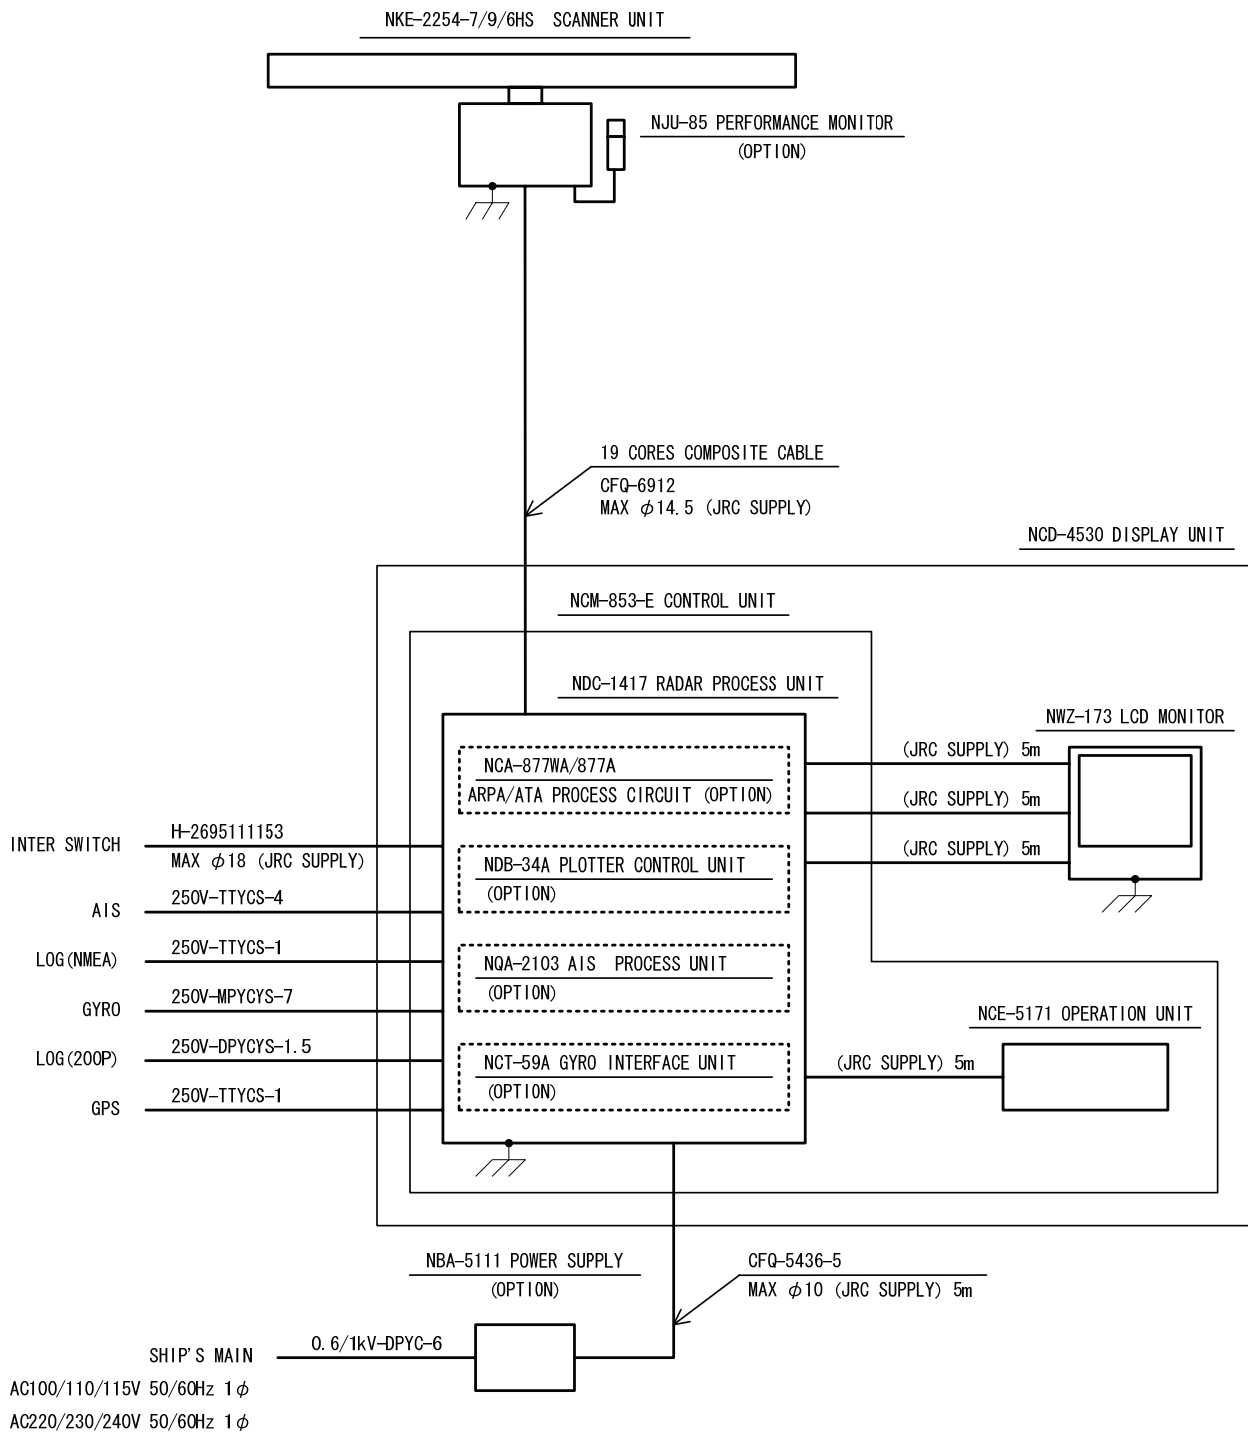 NKE-2254-7/9/6HS SCANNER UNIT
NJU-85 PERFORMANCE MONITOR
(OPTION)
19 CORES COMPOSITE CABLE
CFQ-6912
MAX φ14.5 (JRC SUPPLY)
NCD-4530 DISPLAY UNIT
NCM-853-E CONTROL UNIT
NDC-1417 RADAR PROCESS UNIT
NWZ-173 LCD MONITOR
(JRC SUPPLY) 5m
(JRC SUPPLY) 5m
(JRC SUPPLY) 5m
NCA-877WA/877A
ARPA/ATA PROCESS CIRCUIT (OPTION)
NDB-34A PLOTTER CONTROL UNIT
(OPTION)
NQA-2103 AIS PROCESS UNIT
(OPTION)
NCT-59A GYRO INTERFACE UNIT
(OPTION)
INTER SWITCH
H-2695111153
MAX φ18 (JRC SUPPLY)
AIS
250V-TTYCS-4
LOG(NMEA)
250V-TTYCS-1
GYRO
250V-MPYCYS-7
LOG(200P)
250V-DPYCYS-1.5
GPS
250V-TTYCS-1
NCE-5171 OPERATION UNIT
(JRC SUPPLY) 5m
NBA-5111 POWER SUPPLY
(OPTION)
CFQ-5436-5
MAX φ10 (JRC SUPPLY) 5m
0.6/1kV-DPYC-6
SHIP'S MAIN
AC100/110/115V 50/60Hz 1φ
AC220/230/240V 50/60Hz 1φ